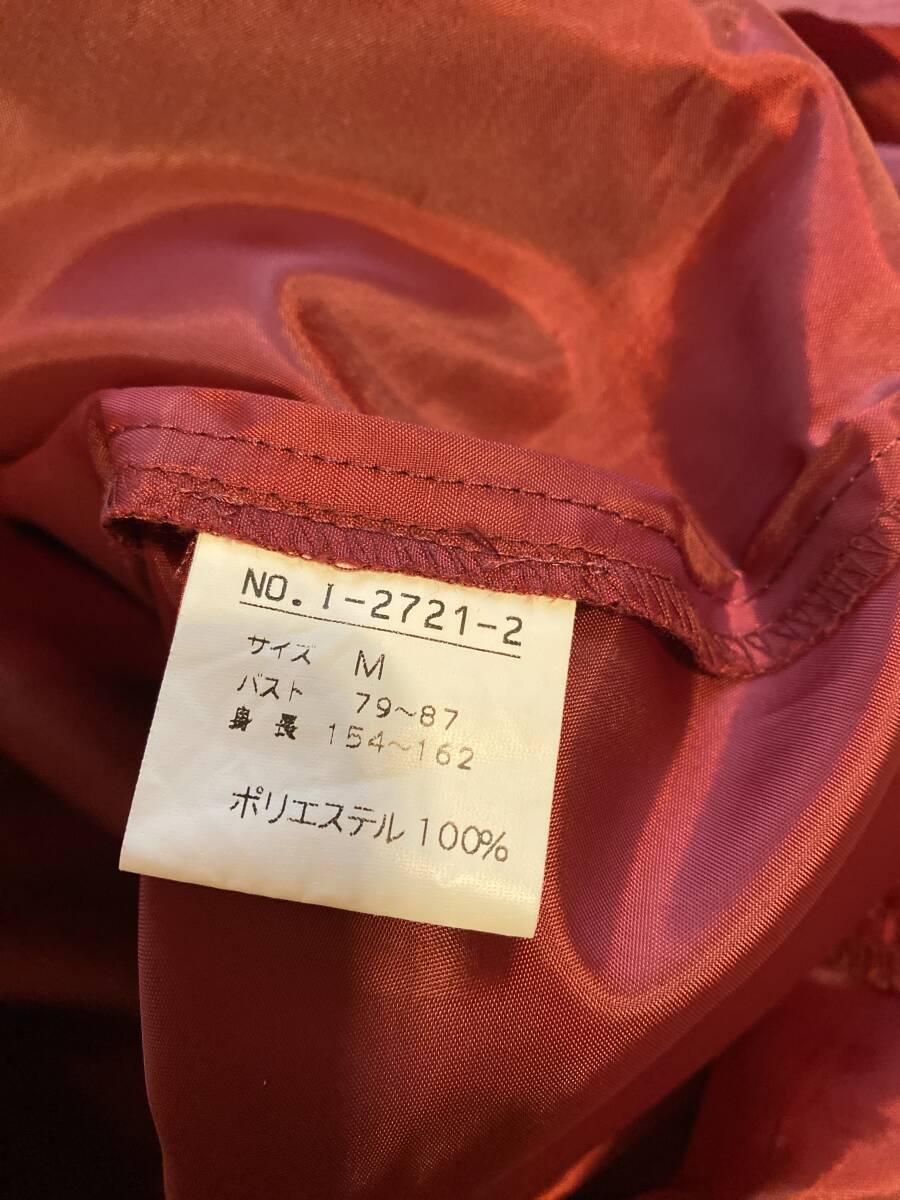 NO. I-2721-2
サイズ M
バスト 79~87
身長 154~162
ポリエステル 100%